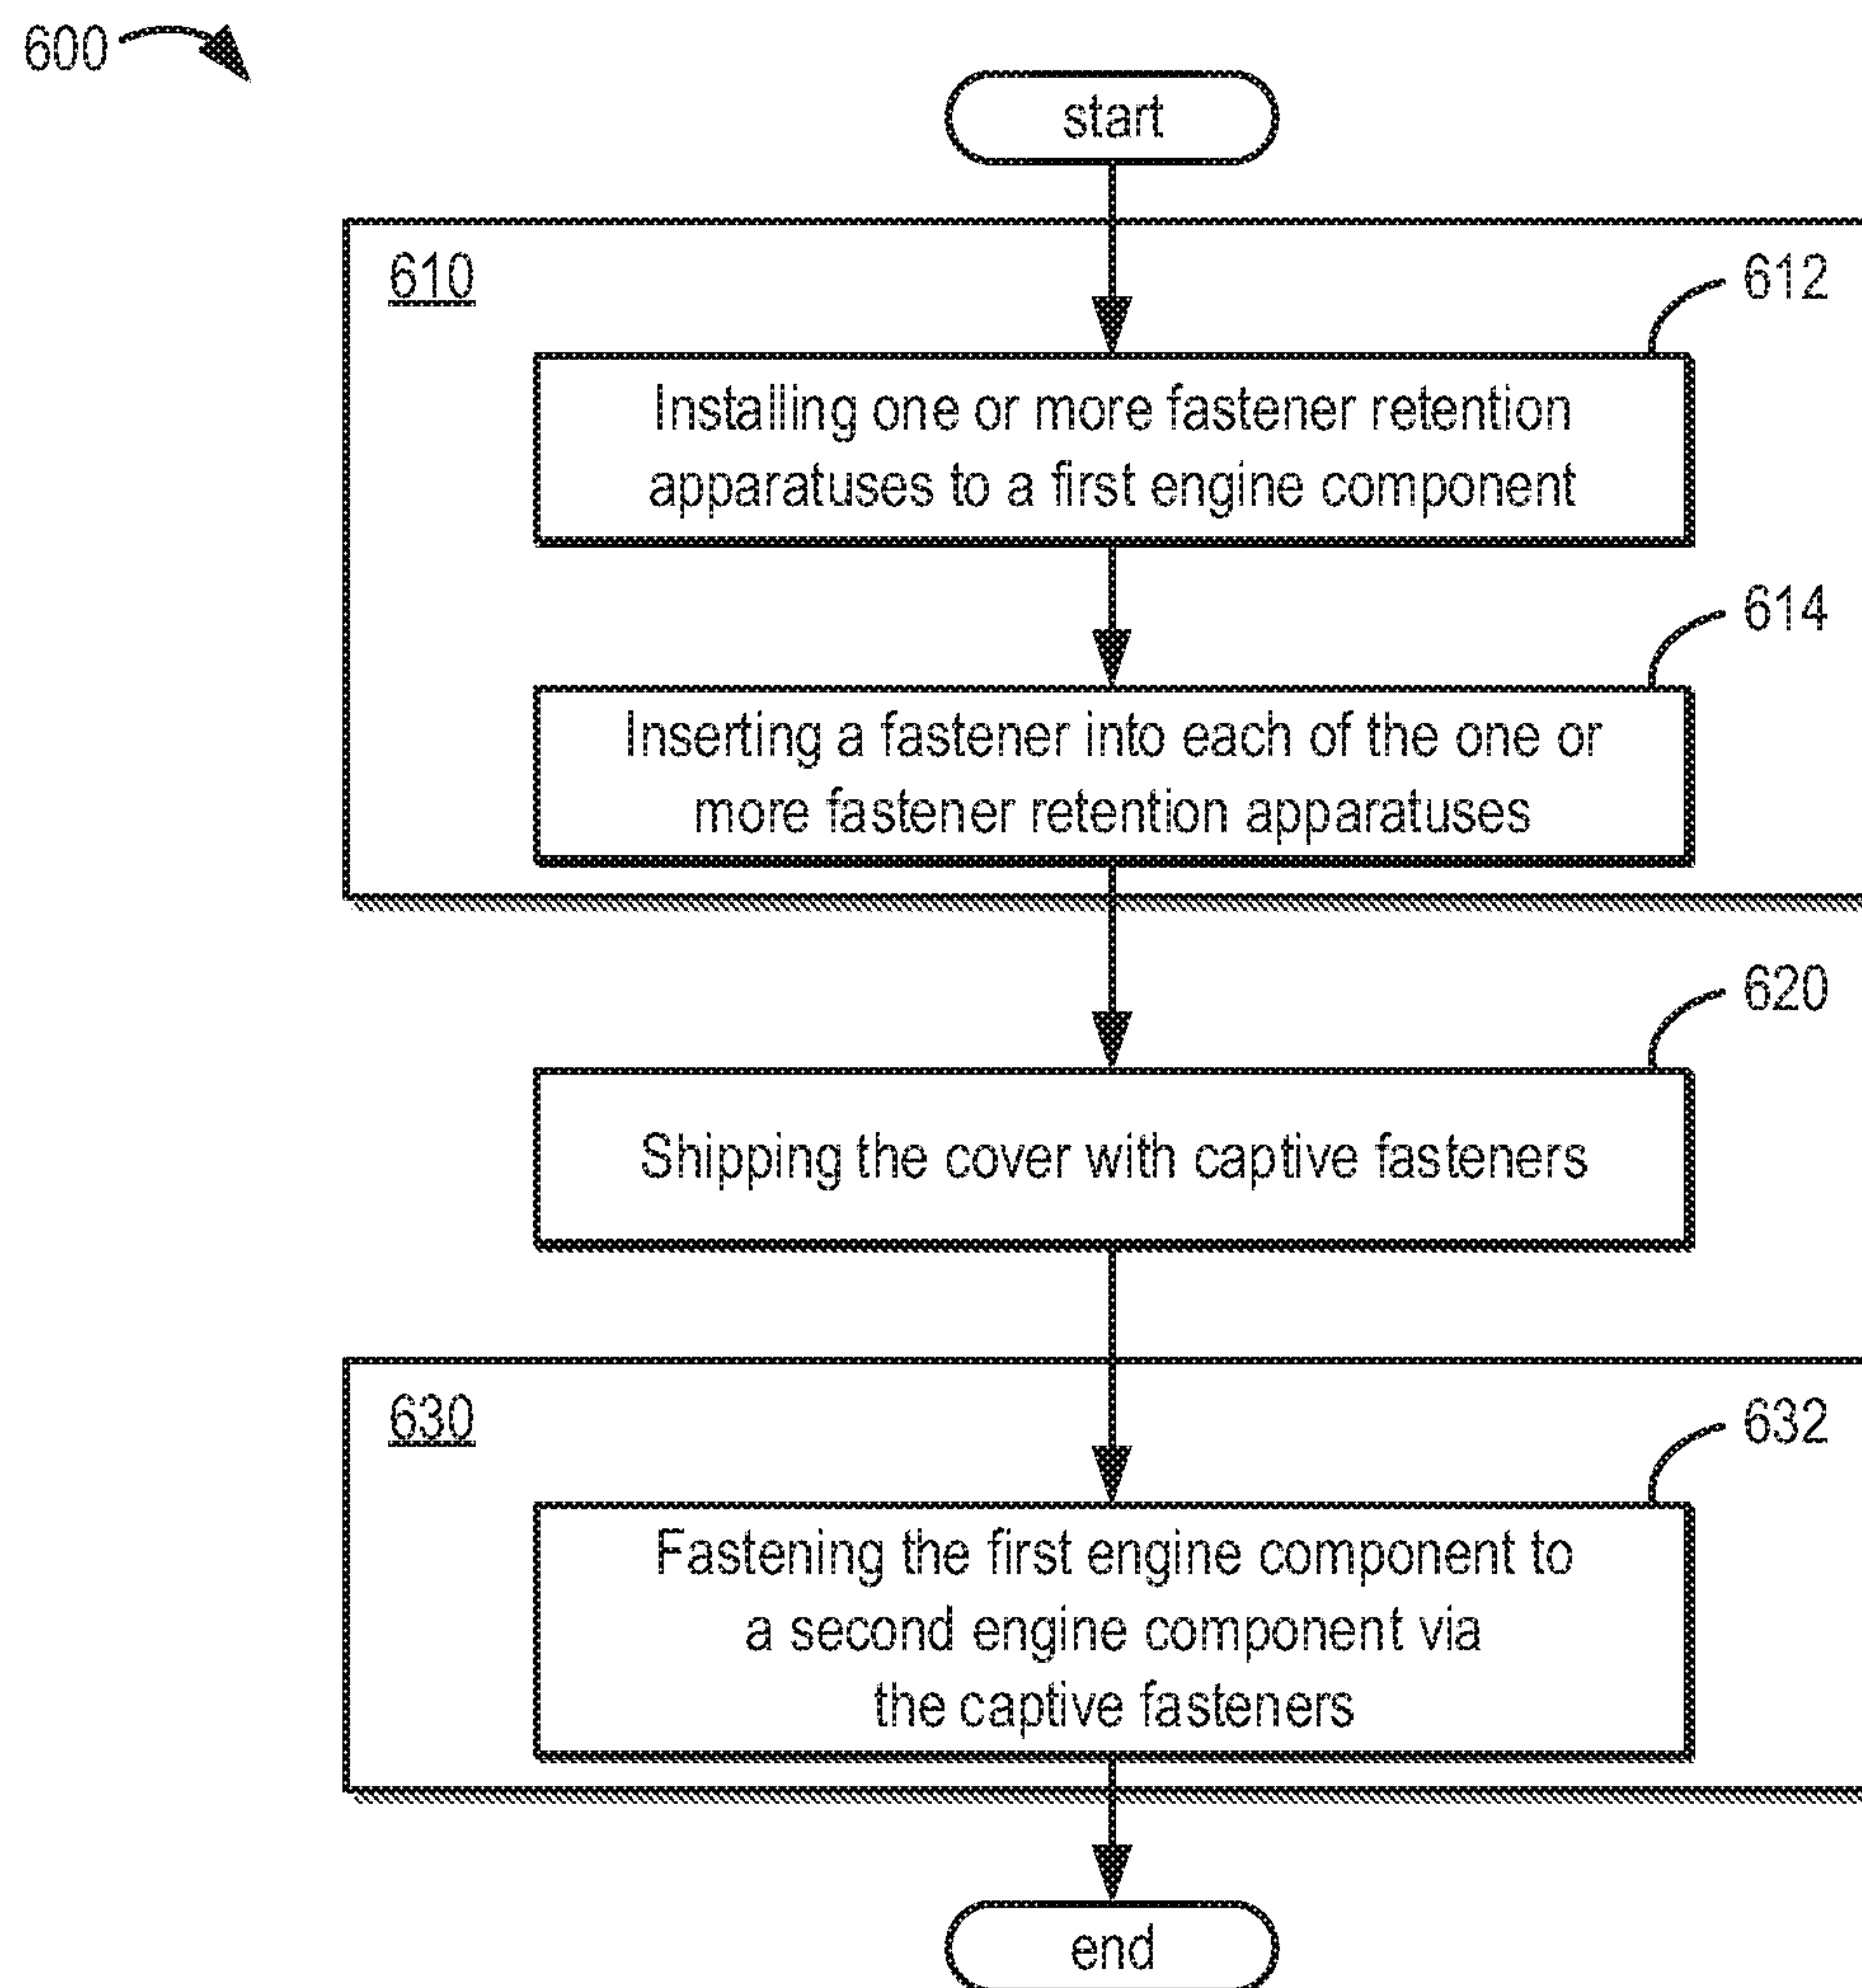 600
start
610
612
Installing one or more fastener retention
apparatuses to a first engine component
614
Inserting a fastener into each of the one or
more fastener retention apparatuses
620
Shipping the cover with captive fasteners
630
632
Fastening the first engine component to
a second engine component via
the captive fasteners
end